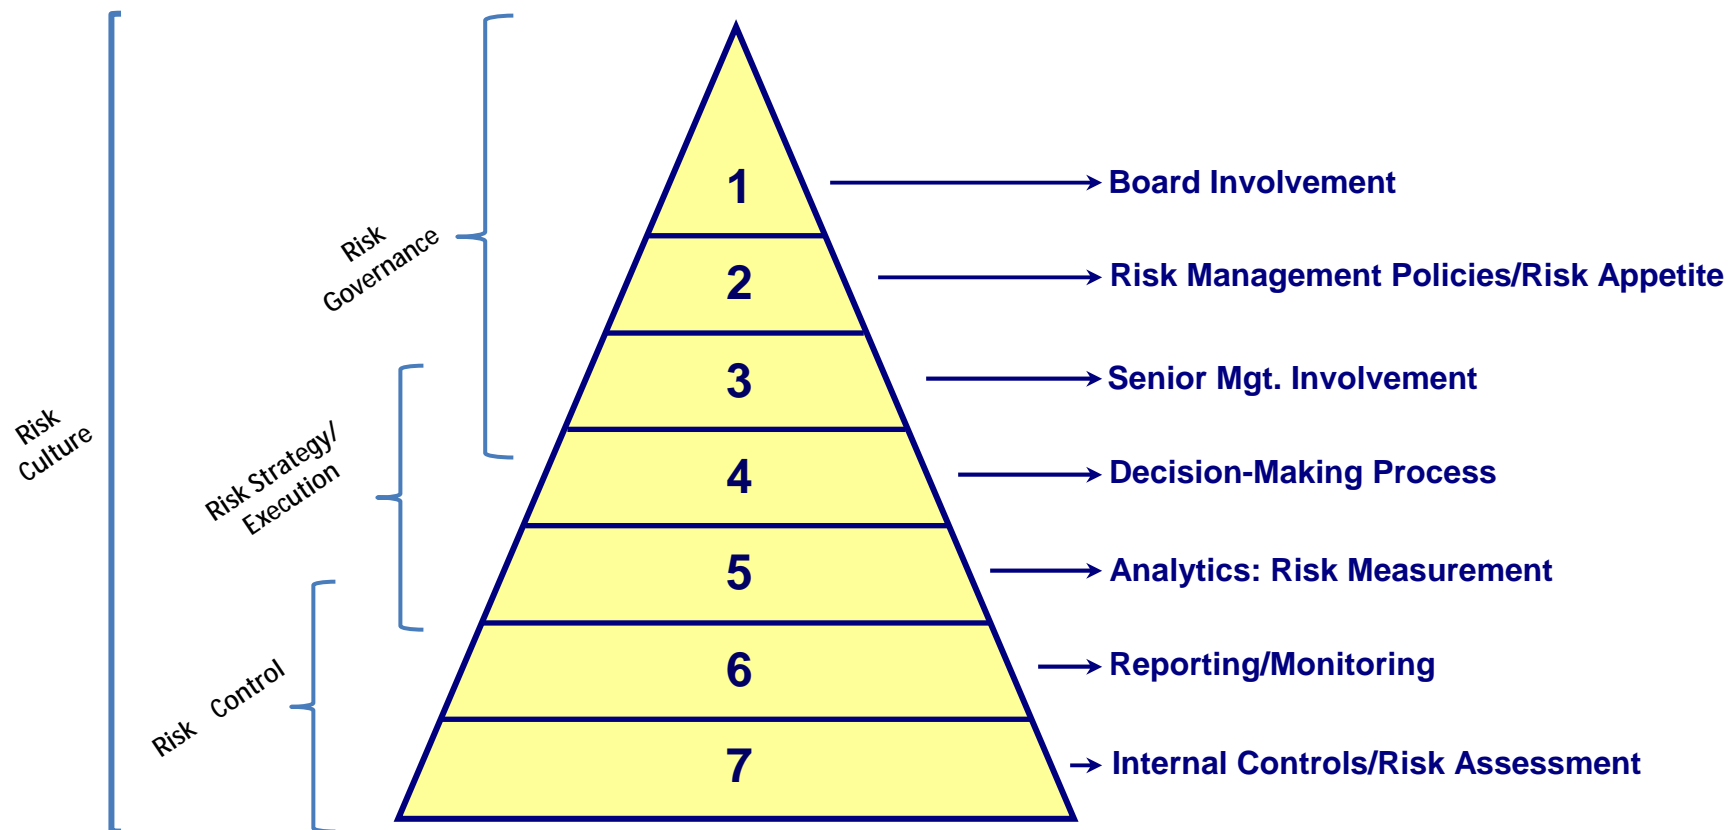 Risk
Culture
Risk
Governance
Risk Strategy/
Execution
Risk Control
1
Board Involvement
2
Risk Management Policies/Risk Appetite
3
Senior Mgt. Involvement
4
Decision-Making Process
5
Analytics: Risk Measurement
6
Reporting/Monitoring
7
Internal Controls/Risk Assessment